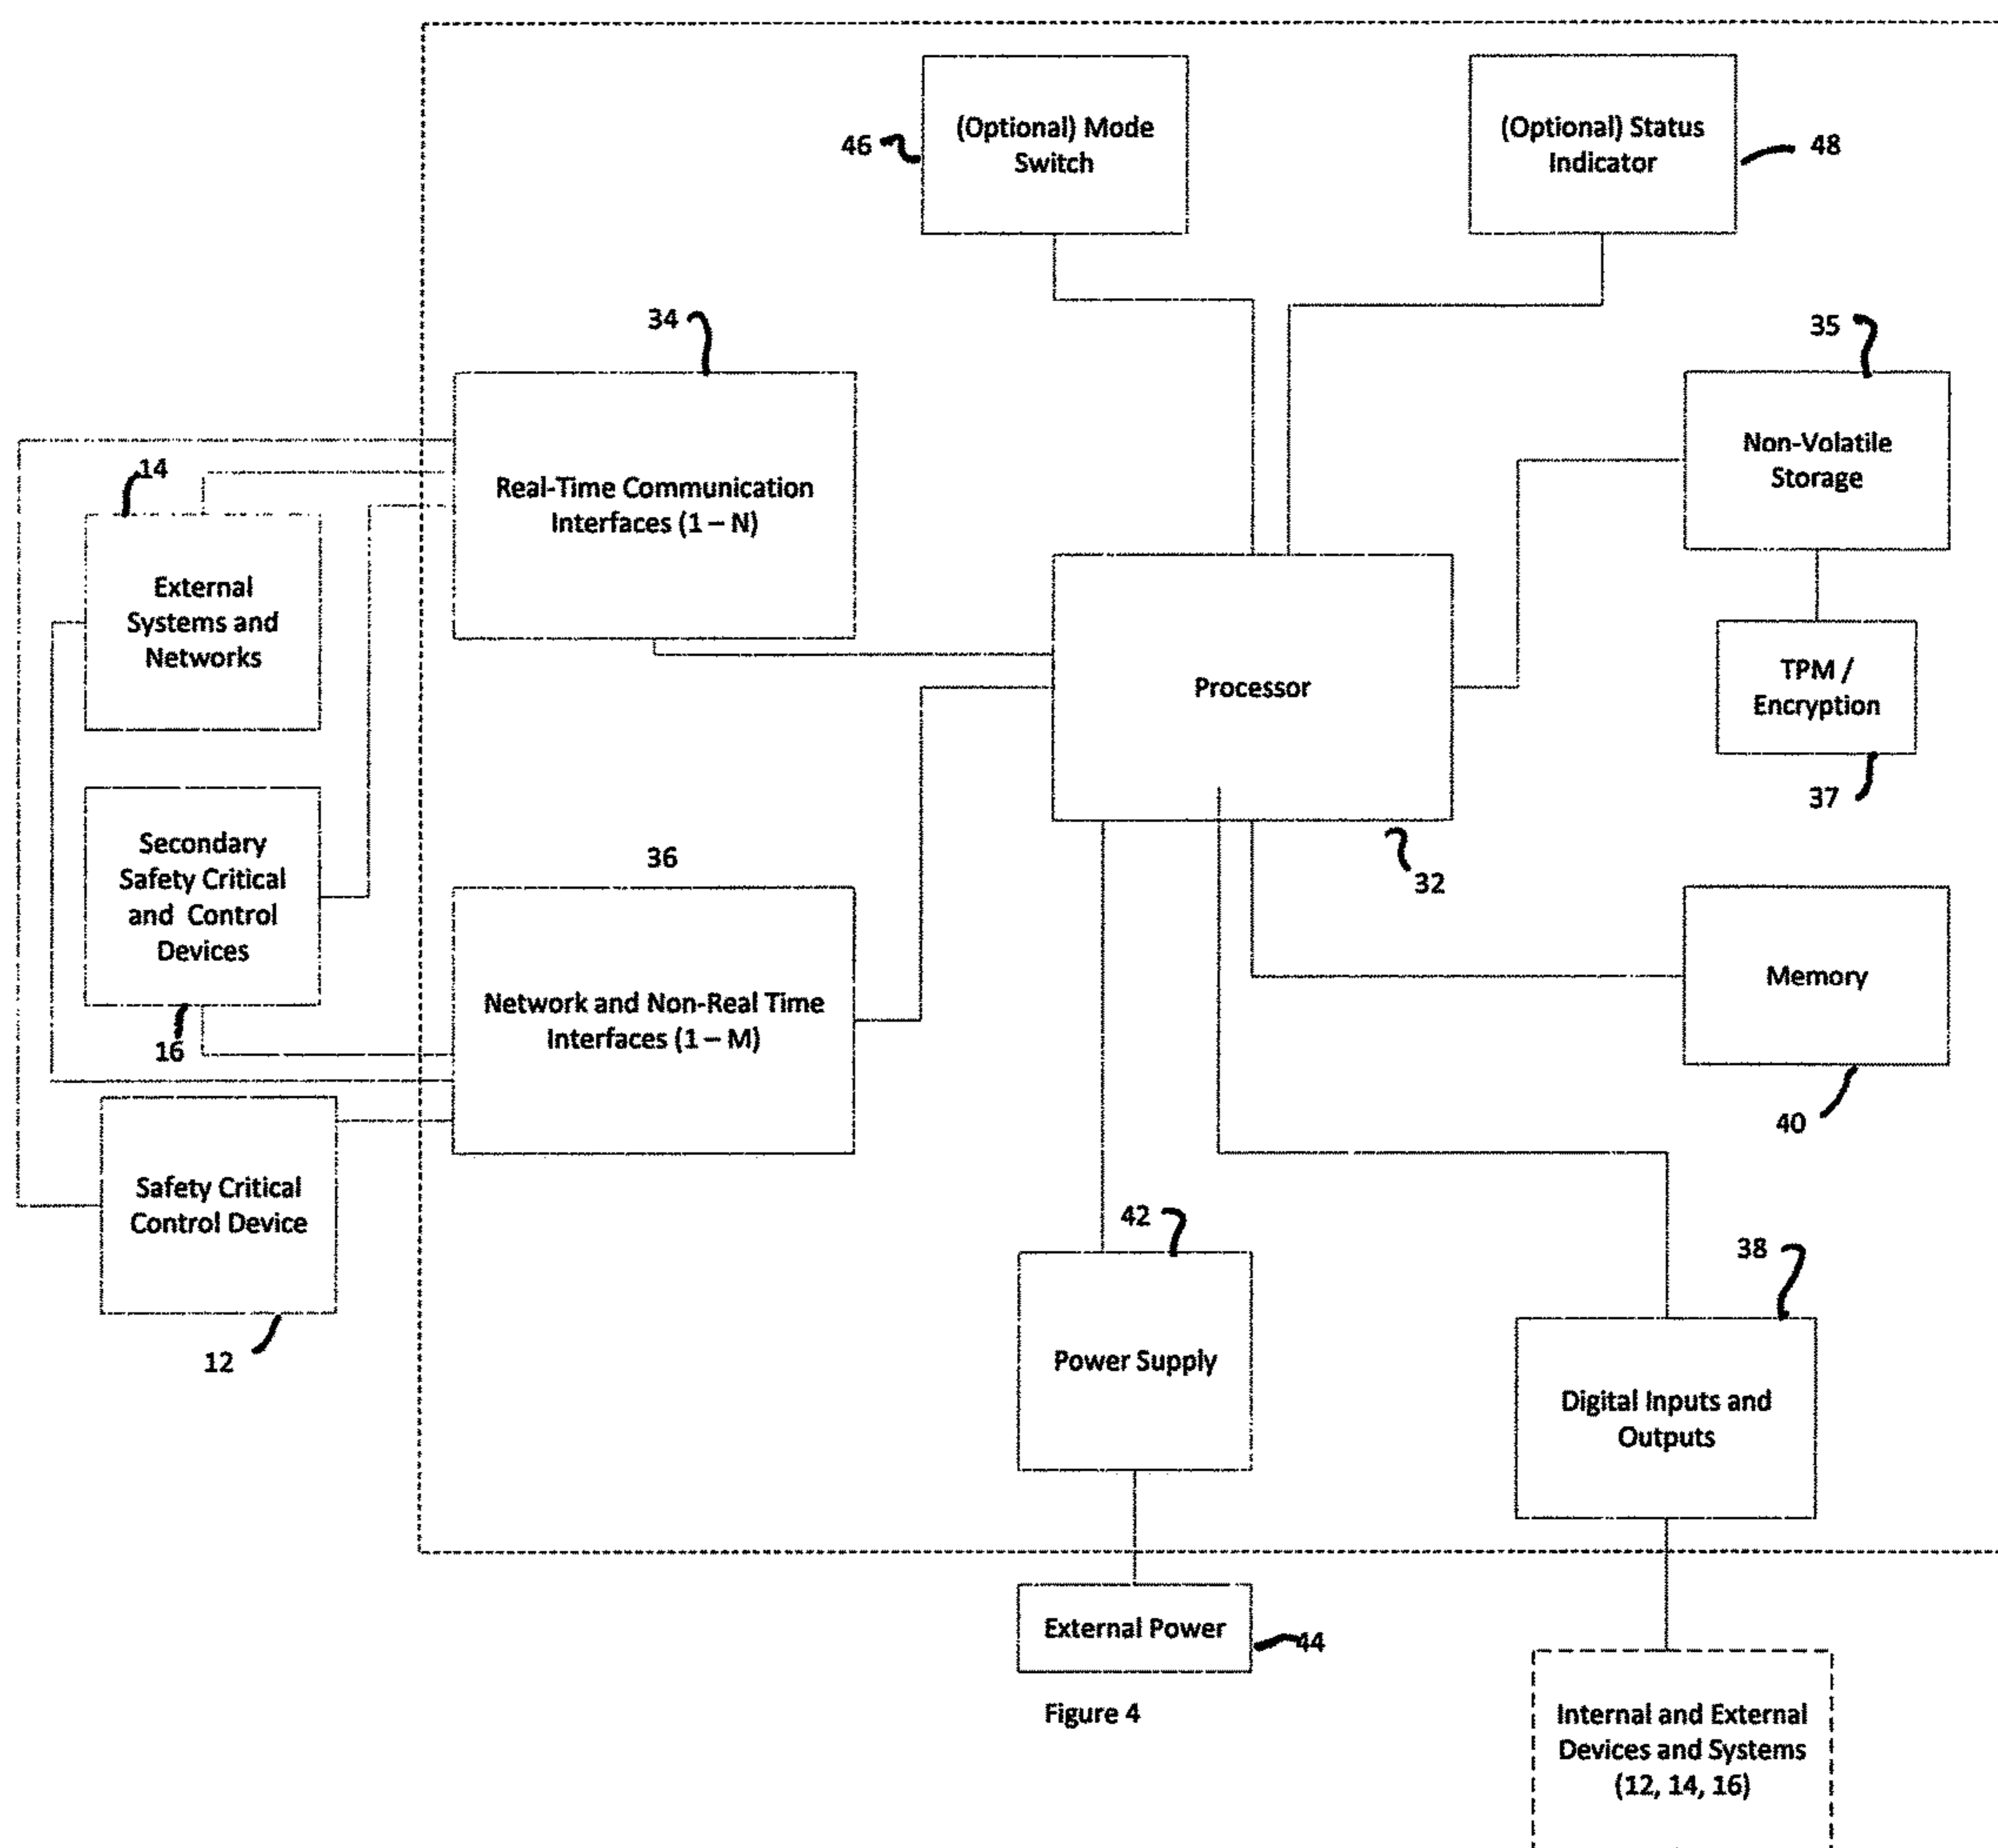 (Optional) Mode
Switch
46
(Optional) Status
Indicator
48
34
35
Real-Time Communication
Interfaces (1 – N)
Non-Volatile
Storage
14
External
Systems and
Networks
Processor
TPM /
Encryption
37
32
Secondary
Safety Critical
and Control
Devices
16
36
Network and Non-Real Time
Interfaces (1 – M)
Memory
40
Safety Critical
Control Device
12
42
Power Supply
38
Digital Inputs and
Outputs
External Power
44
Figure 4
Internal and External
Devices and Systems
(12, 14, 16)